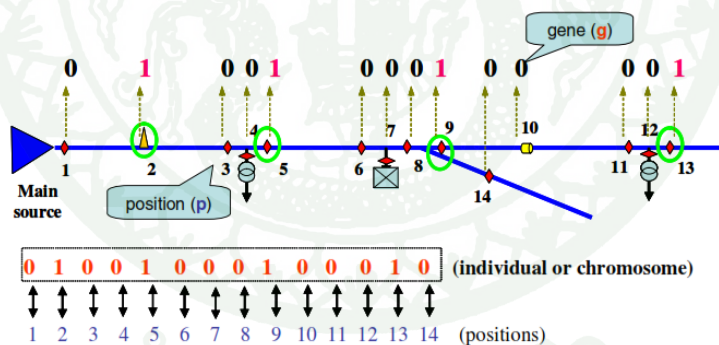 gene (g)
0 1 0 0 1 0 0 0 1 0 0 0 0 1
1 2 3 4 5 6 7 8 9 10 11 12 13
14
Main
source
position (p)
0 1 0 0 1 0 0 0 1 0 0 0 1 0 (individual or chromosome)
1 2 3 4 5 6 7 8 9 10 11 12 13 14 (positions)